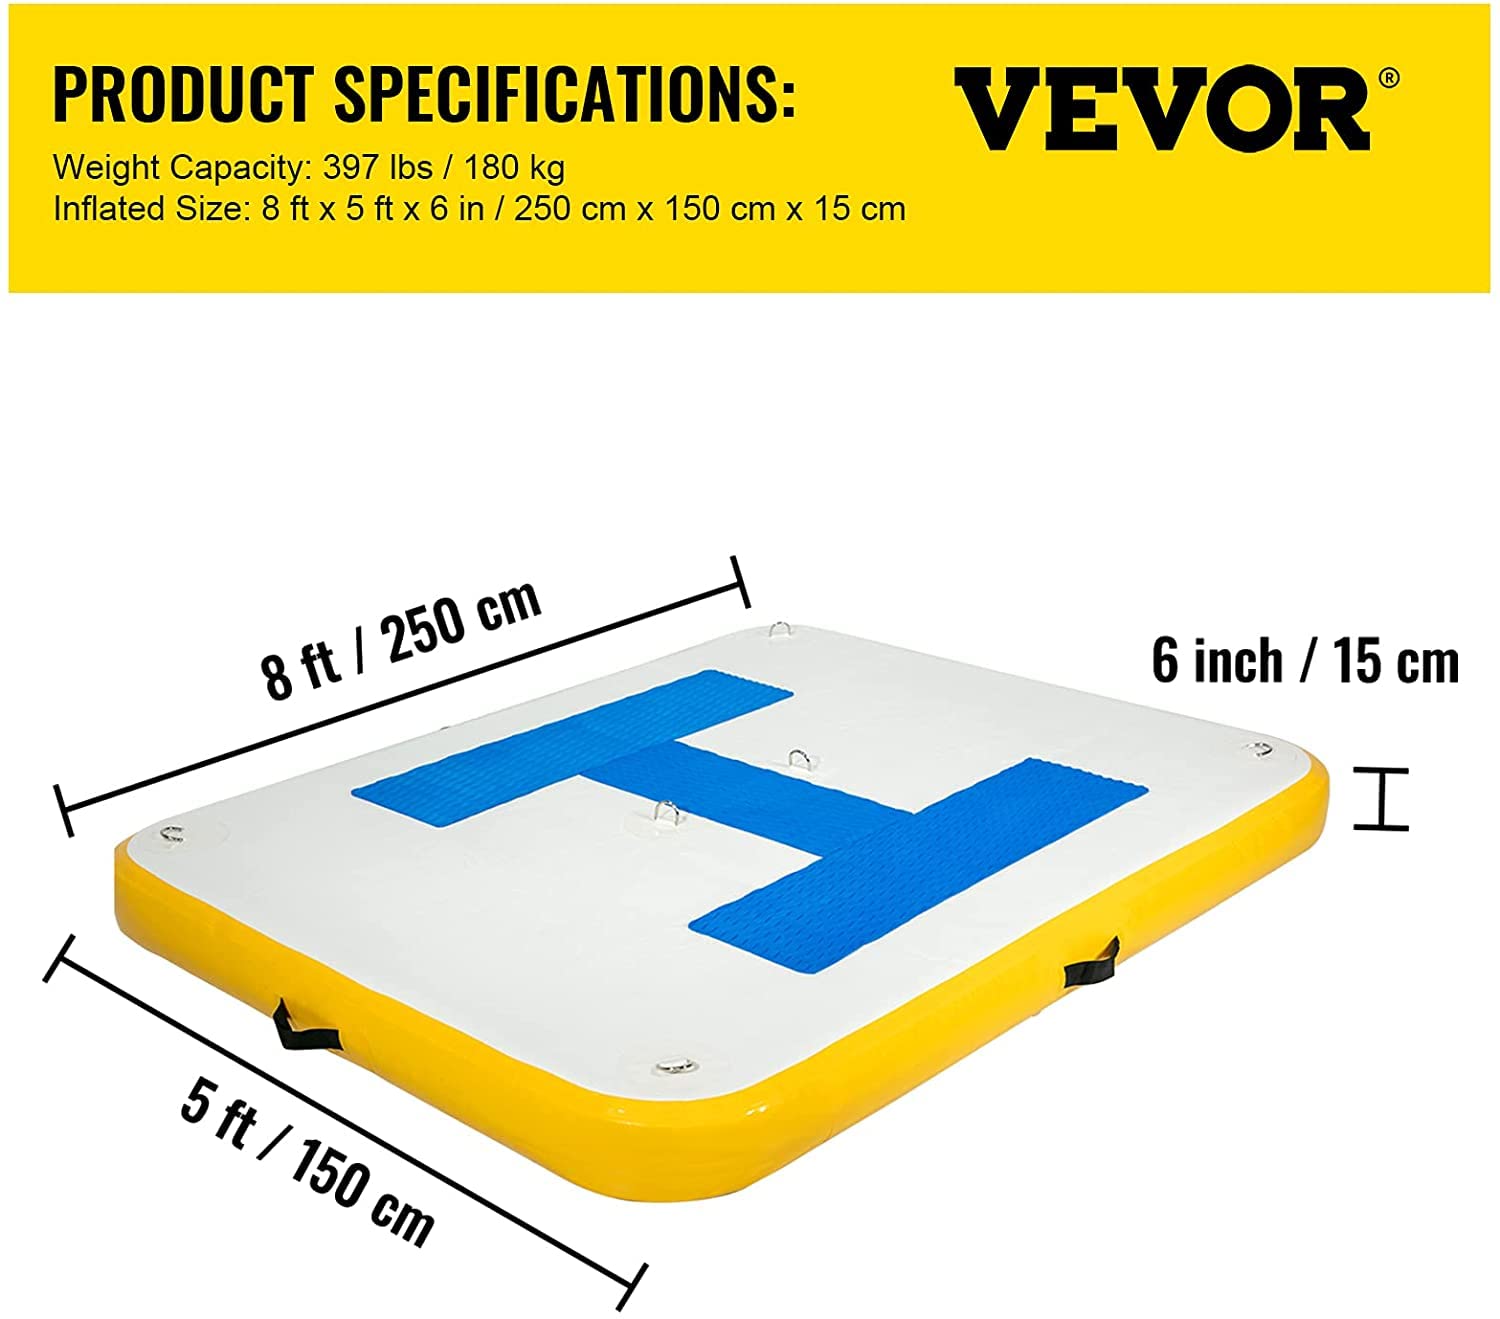 PRODUCT SPECIFICATIONS:
VEVOR®
Weight Capacity: 397 lbs / 180 kg
Inflated Size: 8 ft x 5 ft x 6 in / 250 cm x 150 cm x 15 cm
8 ft / 250 cm
6 inch / 15 cm
5 ft / 150 cm